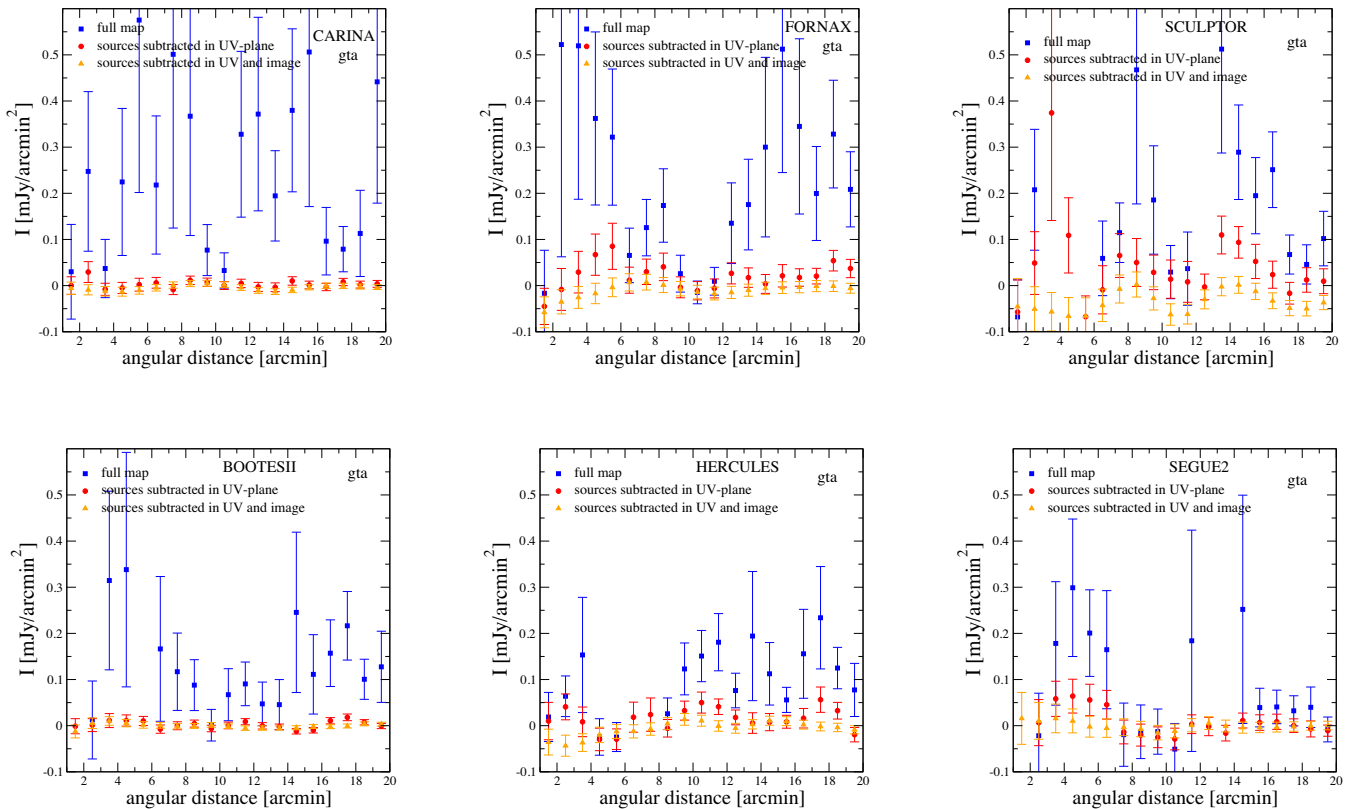 full map
CARINA
sources subtracted in UV-plane
gta
sources subtracted in UV and image
0.5
0.4
0.3
0.2
0.1
0
-0.1
I [mJy/arcmin^2]
2 4 6 8 10 12 14 16 18 20
angular distance [arcmin]
full map
FORNAX
sources subtracted in UV-plane
gta
sources subtracted in UV and image
0.5
0.4
0.3
0.2
0.1
0
-0.1
I [mJy/arcmin^2]
2 4 6 8 10 12 14 16 18 20
angular distance [arcmin]
SCULPTOR
full map
gta
sources subtracted in UV-plane
sources subtracted in UV and image
0.5
0.4
0.3
0.2
0.1
0
-0.1
I [mJy/arcmin^2]
2 4 6 8 10 12 14 16 18 20
angular distance [arcmin]
BOOTESII
full map
gta
sources subtracted in UV-plane
sources subtracted in UV and image
0.5
0.4
0.3
0.2
0.1
0
-0.1
I [mJy/arcmin^2]
2 4 6 8 10 12 14 16 18 20
angular distance [arcmin]
HERCULES
full map
gta
sources subtracted in UV-plane
sources subtracted in UV and image
0.5
0.4
0.3
0.2
0.1
0
-0.1
I [mJy/arcmin^2]
2 4 6 8 10 12 14 16 18 20
angular distance [arcmin]
SEGUE2
full map
gta
sources subtracted in UV-plane
sources subtracted in UV and image
0.5
0.4
0.3
0.2
0.1
0
-0.1
I [mJy/arcmin^2]
2 4 6 8 10 12 14 16 18 20
angular distance [arcmin]